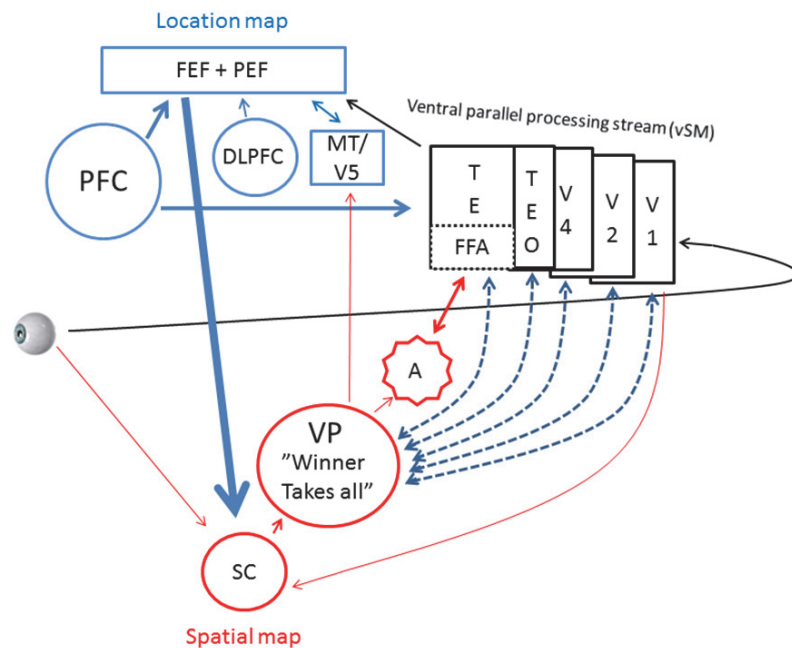 Location map
FEF + PEF
Ventral parallel processing stream (vSM)
PFC
DLPFC
MT/
V5
T
E
FFA
T
E
O
V
4
V
2
V
1
A
VP
”Winner
Takes all”
SC
Spatial map